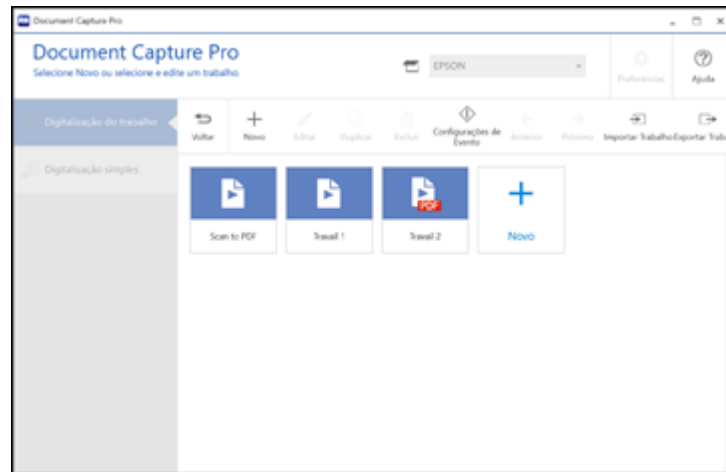 Document Capture Pro
Document Capture Pro
Selecione Novo ou selecione e edite um trabalho.
EPSON
Preferências
Ajuda
Digitalização do trabalho
Digitalização simples
Voltar
Novo
Editar
Duplicar
Excluir
Configurações de
Evento
Anterior
Próximo
Importar Trabalho
Exportar Trab
Scan to PDF
Travail 1
PDF
Travail 2
Novo